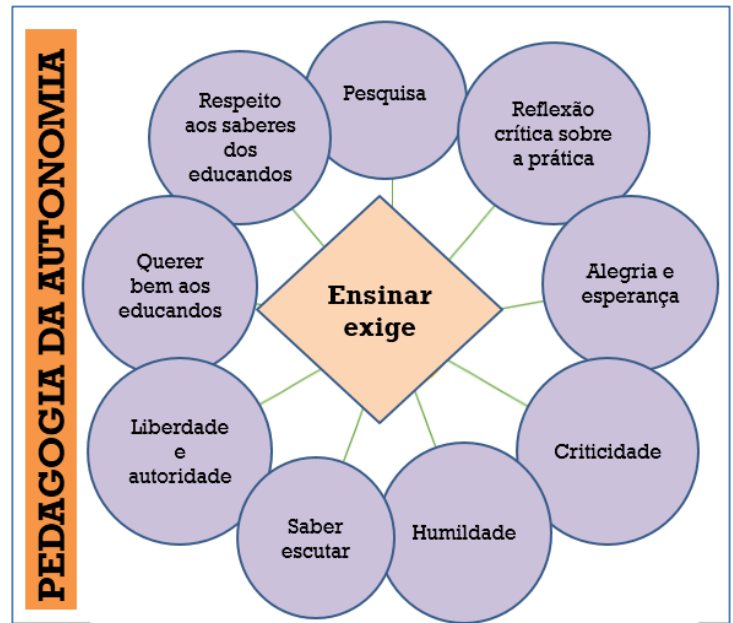 PEDAGOGIA DA AUTONOMIA
Ensinar
exige
Pesquisa
Reflexão
crítica sobre
a prática
Alegria e
esperança
Criticidade
Humildade
Saber
escutar
Liberdade
e
autoridade
Querer
bem aos
educandos
Respeito
aos saberes
dos
educandos